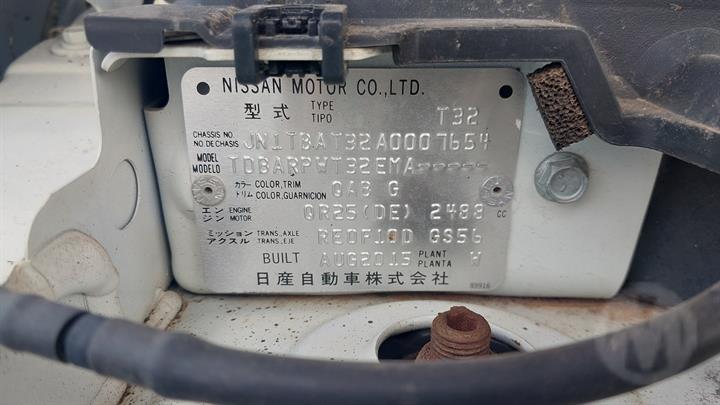 NISSAN MOTOR CO.,LTD.
型式 TYPE TIPO T32
CHASSIS NO. NO.DE CHASIS JN1TBAT32A0007654
MODEL MODELO TDBARPWT32EMA-----
カラー COLOR,TRIM トリム COLOR,GUARNICION QAB G
エンジン ENGINE MOTOR QR25(DE) 2488 CC
ミッション TRANS. アクスル TRANS. AXLE EJE RE0F10D GS56
BUILT AUG2015 PLANT PLANTA W
日産自動車株式会社
89916
M